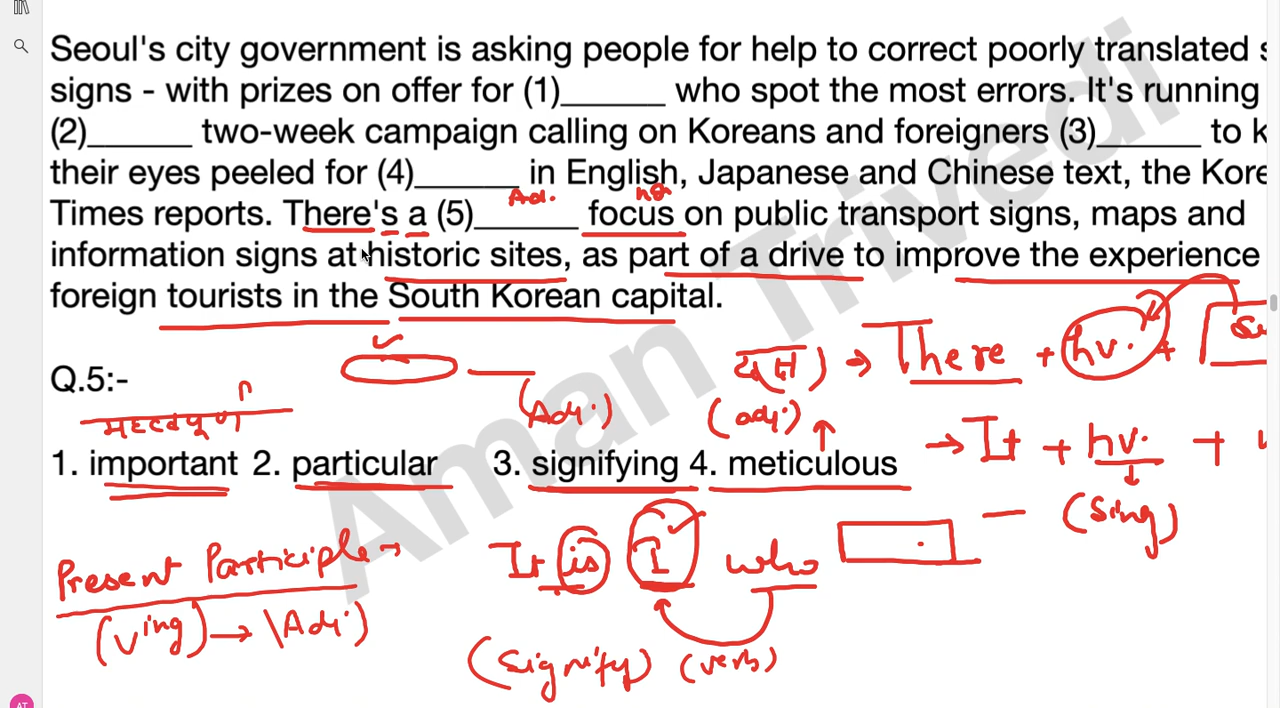 Seoul's city government is asking people for help to correct poorly translated s
signs - with prizes on offer for (1)______ who spot the most errors. It's running
(2)______ two-week campaign calling on Koreans and foreigners (3)______ to k
their eyes peeled for (4)______ in English, Japanese and Chinese text, the Kore
Adj.
Times reports. There's a (5)______ focus on public transport signs, maps and
information signs at historic sites, as part of a drive to improve the experience
foreign tourists in the South Korean capital.
There + hv. +
Q.5:-
(Adj.)
(adj)
It + hv. +
महत्वपूर्ण
1. important 2. particular 3. signifying 4. meticulous
(Sing)
It is I who
Present Participle →
(Ving) → (Adj)
(Signify) (verb)
Aman Trivedi
AT